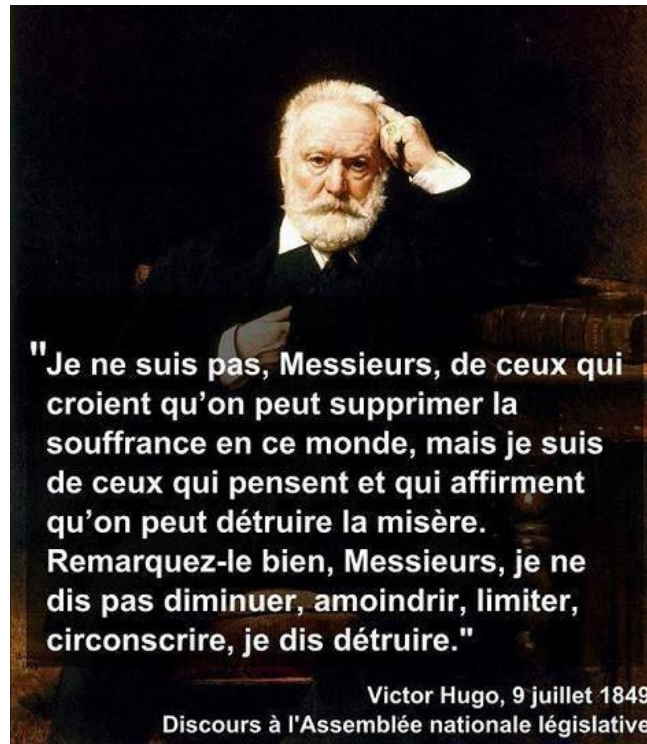 "Je ne suis pas, Messieurs, de ceux qui
croient qu’on peut supprimer la
souffrance en ce monde, mais je suis
de ceux qui pensent et qui affirment
qu’on peut détruire la misère.
Remarquez-le bien, Messieurs, je ne
dis pas diminuer, amoindrir, limiter,
circonscrire, je dis détruire."
Victor Hugo, 9 juillet 1849
Discours à l'Assemblée nationale législative